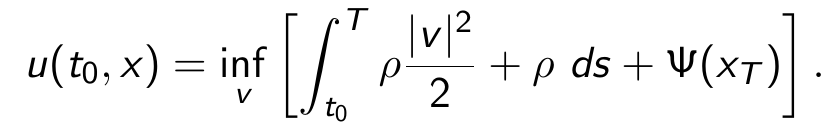 u(t_0, x) = \inf_v \left[ \int_{t_0}^{T} \rho \frac{|v|^2}{2} + \rho \ ds + \Psi(x_T) \right].